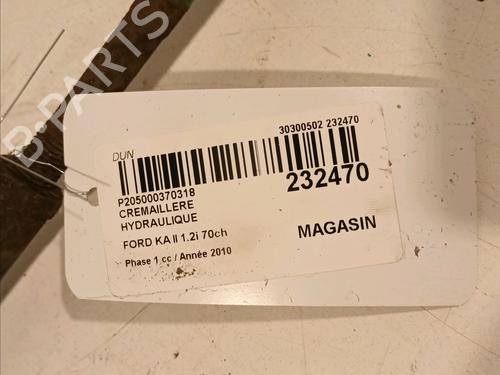 B-PARTS
DUN
30300502 232470
P205000370318
232470
CREMAILLERE
HYDRAULIQUE
FORD KA II 1.2i 70ch
MAGASIN
Phase 1 cc / Année 2010